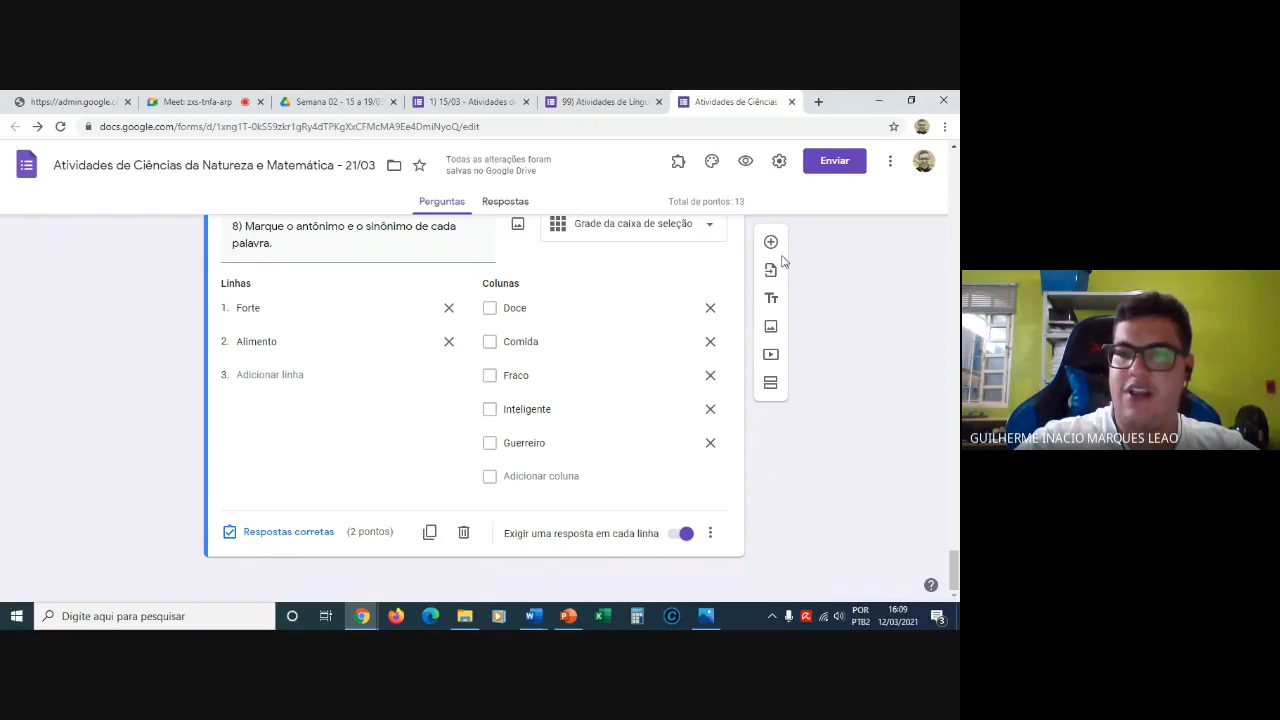 https://admin.google.c
Meet: zxs-tnfa-arp
Semana 02 - 15 a 19/0
1) 15/03 - Atividades de
99) Atividades de Língu
Atividades de Ciências
docs.google.com/forms/d/1xng1T-0kS59zkr1gRy4dTPKgXxCFMcMA9Ee4DmiNyoQ/edit
Atividades de Ciências da Natureza e Matemática - 21/03
Todas as alterações foram
salvas no Google Drive
Enviar
Perguntas
Respostas
Total de pontos: 13
8) Marque o antônimo e o sinônimo de cada
palavra.
Grade da caixa de seleção
Linhas
Colunas
1. Forte
Doce
2. Alimento
Comida
3. Adicionar linha
Fraco
Inteligente
Guerreiro
Adicionar coluna
Respostas corretas
(2 pontos)
Exigir uma resposta em cada linha
GUILHERME INACIO MARQUES LEAO
Digite aqui para pesquisar
POR
PTB2
16:09
12/03/2021
3